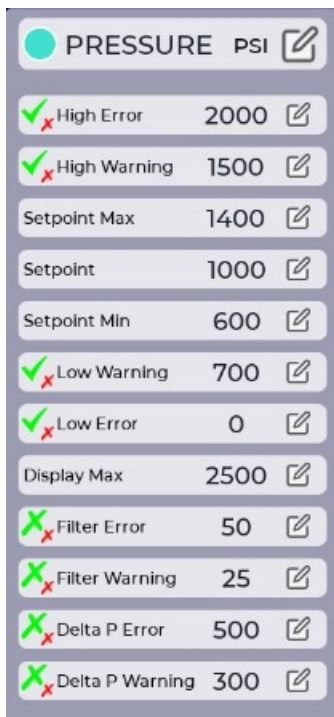 PRESSURE PSI
High Error 2000
High Warning 1500
Setpoint Max 1400
Setpoint 1000
Setpoint Min 600
Low Warning 700
Low Error 0
Display Max 2500
Filter Error 50
Filter Warning 25
Delta P Error 500
Delta P Warning 300